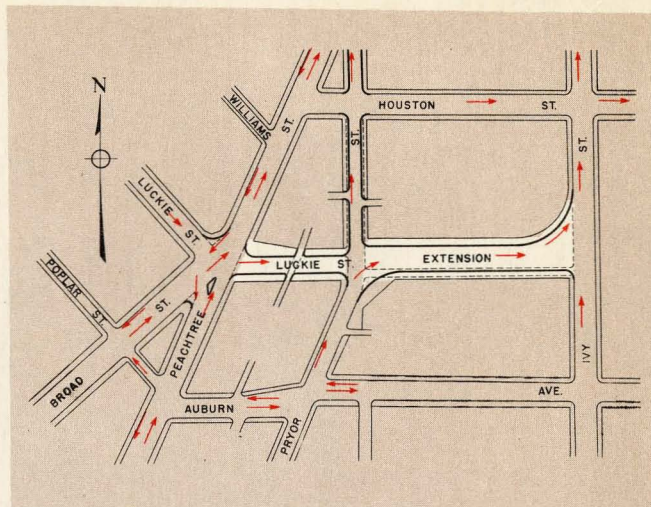 N
WILLIAMS
ST.
HOUSTON ST.
ST.
ST.
LUCKIE ST.
LUCKIE ST. EXTENSION
POPLAR ST.
BROAD ST.
PEACHTREE
IVY
AUBURN AVE.
PRYOR